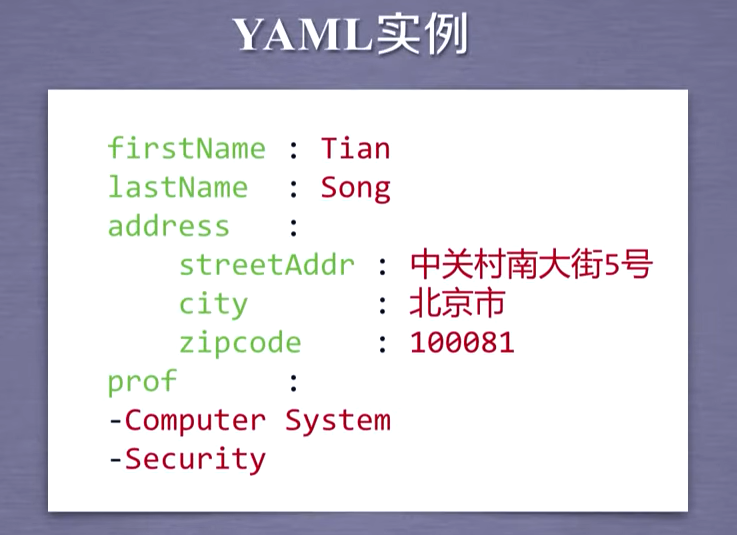 YAML实例
firstName : Tian
lastName  : Song
address   :
    streetAddr : 中关村南大街5号
    city       : 北京市
    zipcode    : 100081
prof      :
-Computer System
-Security